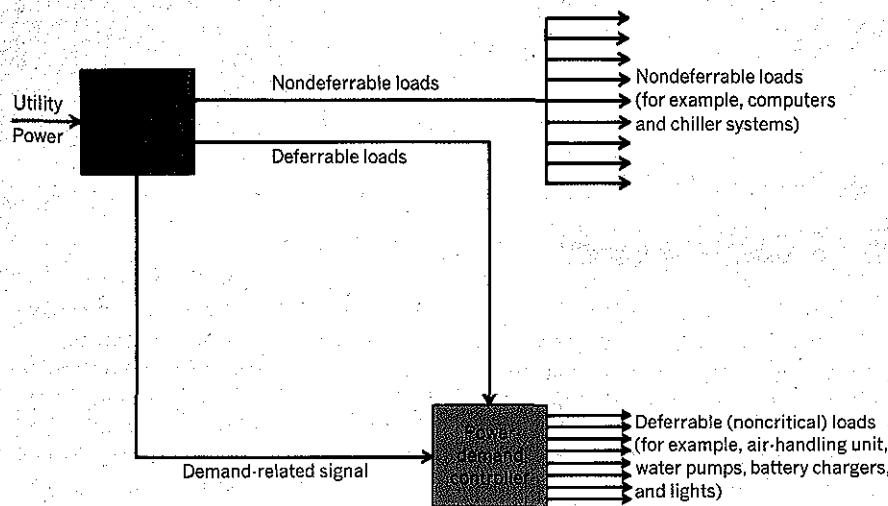 Utility
Power
Nondeferrable loads
Deferrable loads
Nondeferrable loads
(for example, computers
and chiller systems)
Demand-related signal
Power-
demand
controller
Deferrable (noncritical) loads
(for example, air-handling unit,
water pumps, battery chargers,
and lights)